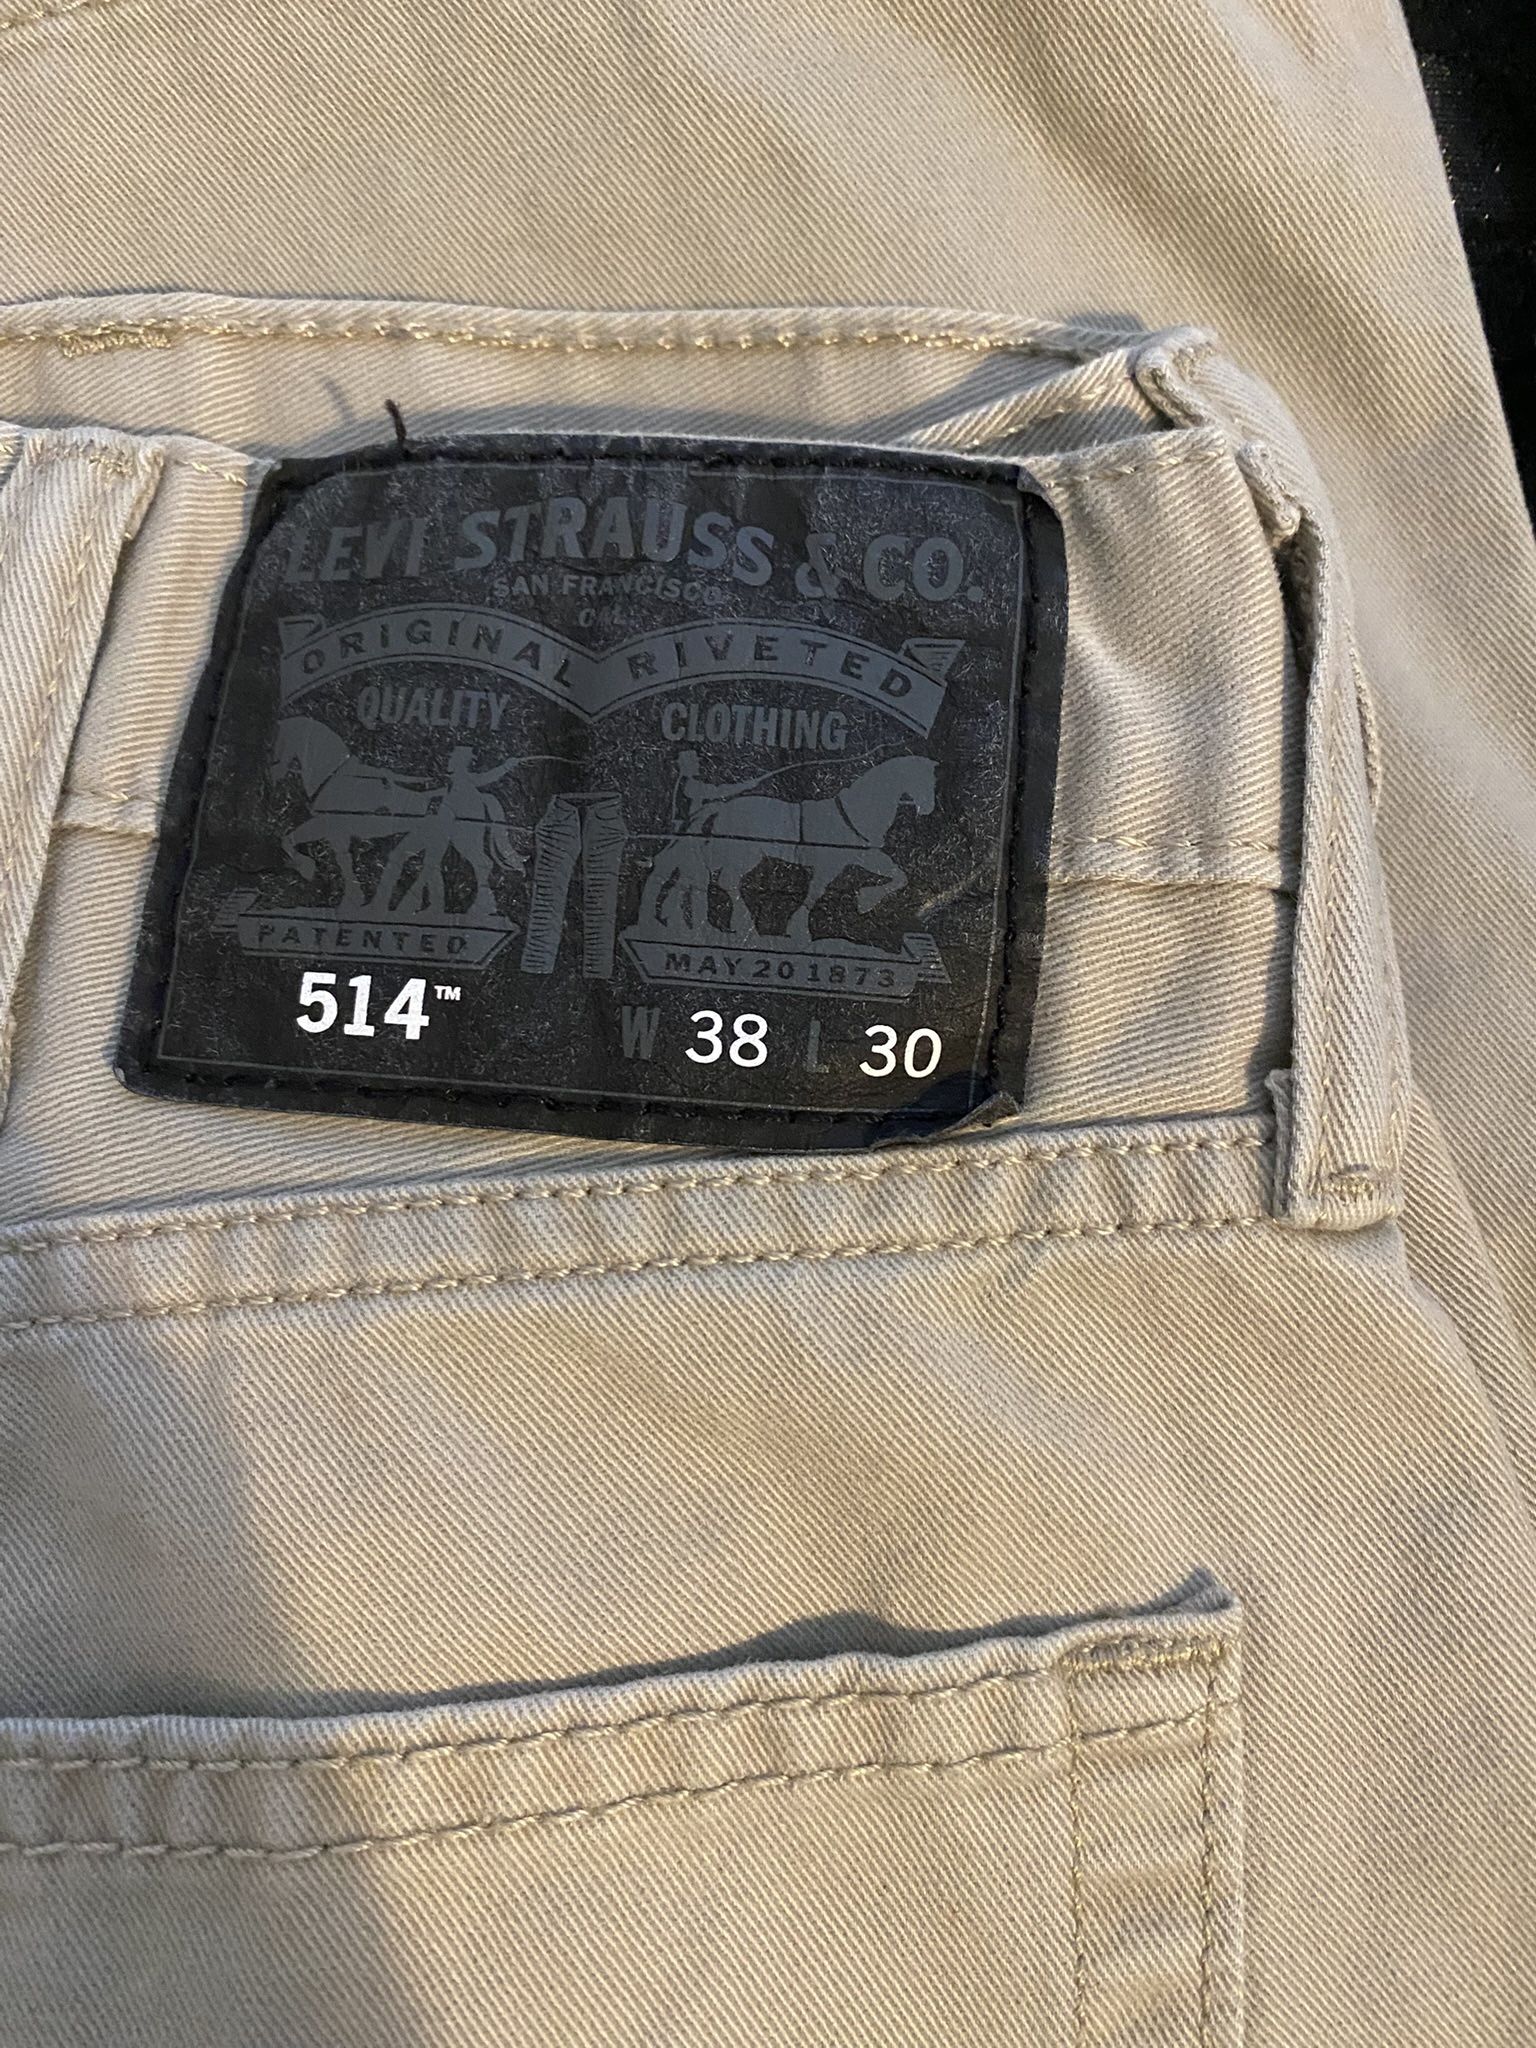 LEVI STRAUSS & CO.
SAN FRANCISCO
CAL.
ORIGINAL RIVETED
QUALITY CLOTHING
PATENTED MAY 20 1873
514™ W 38 L 30